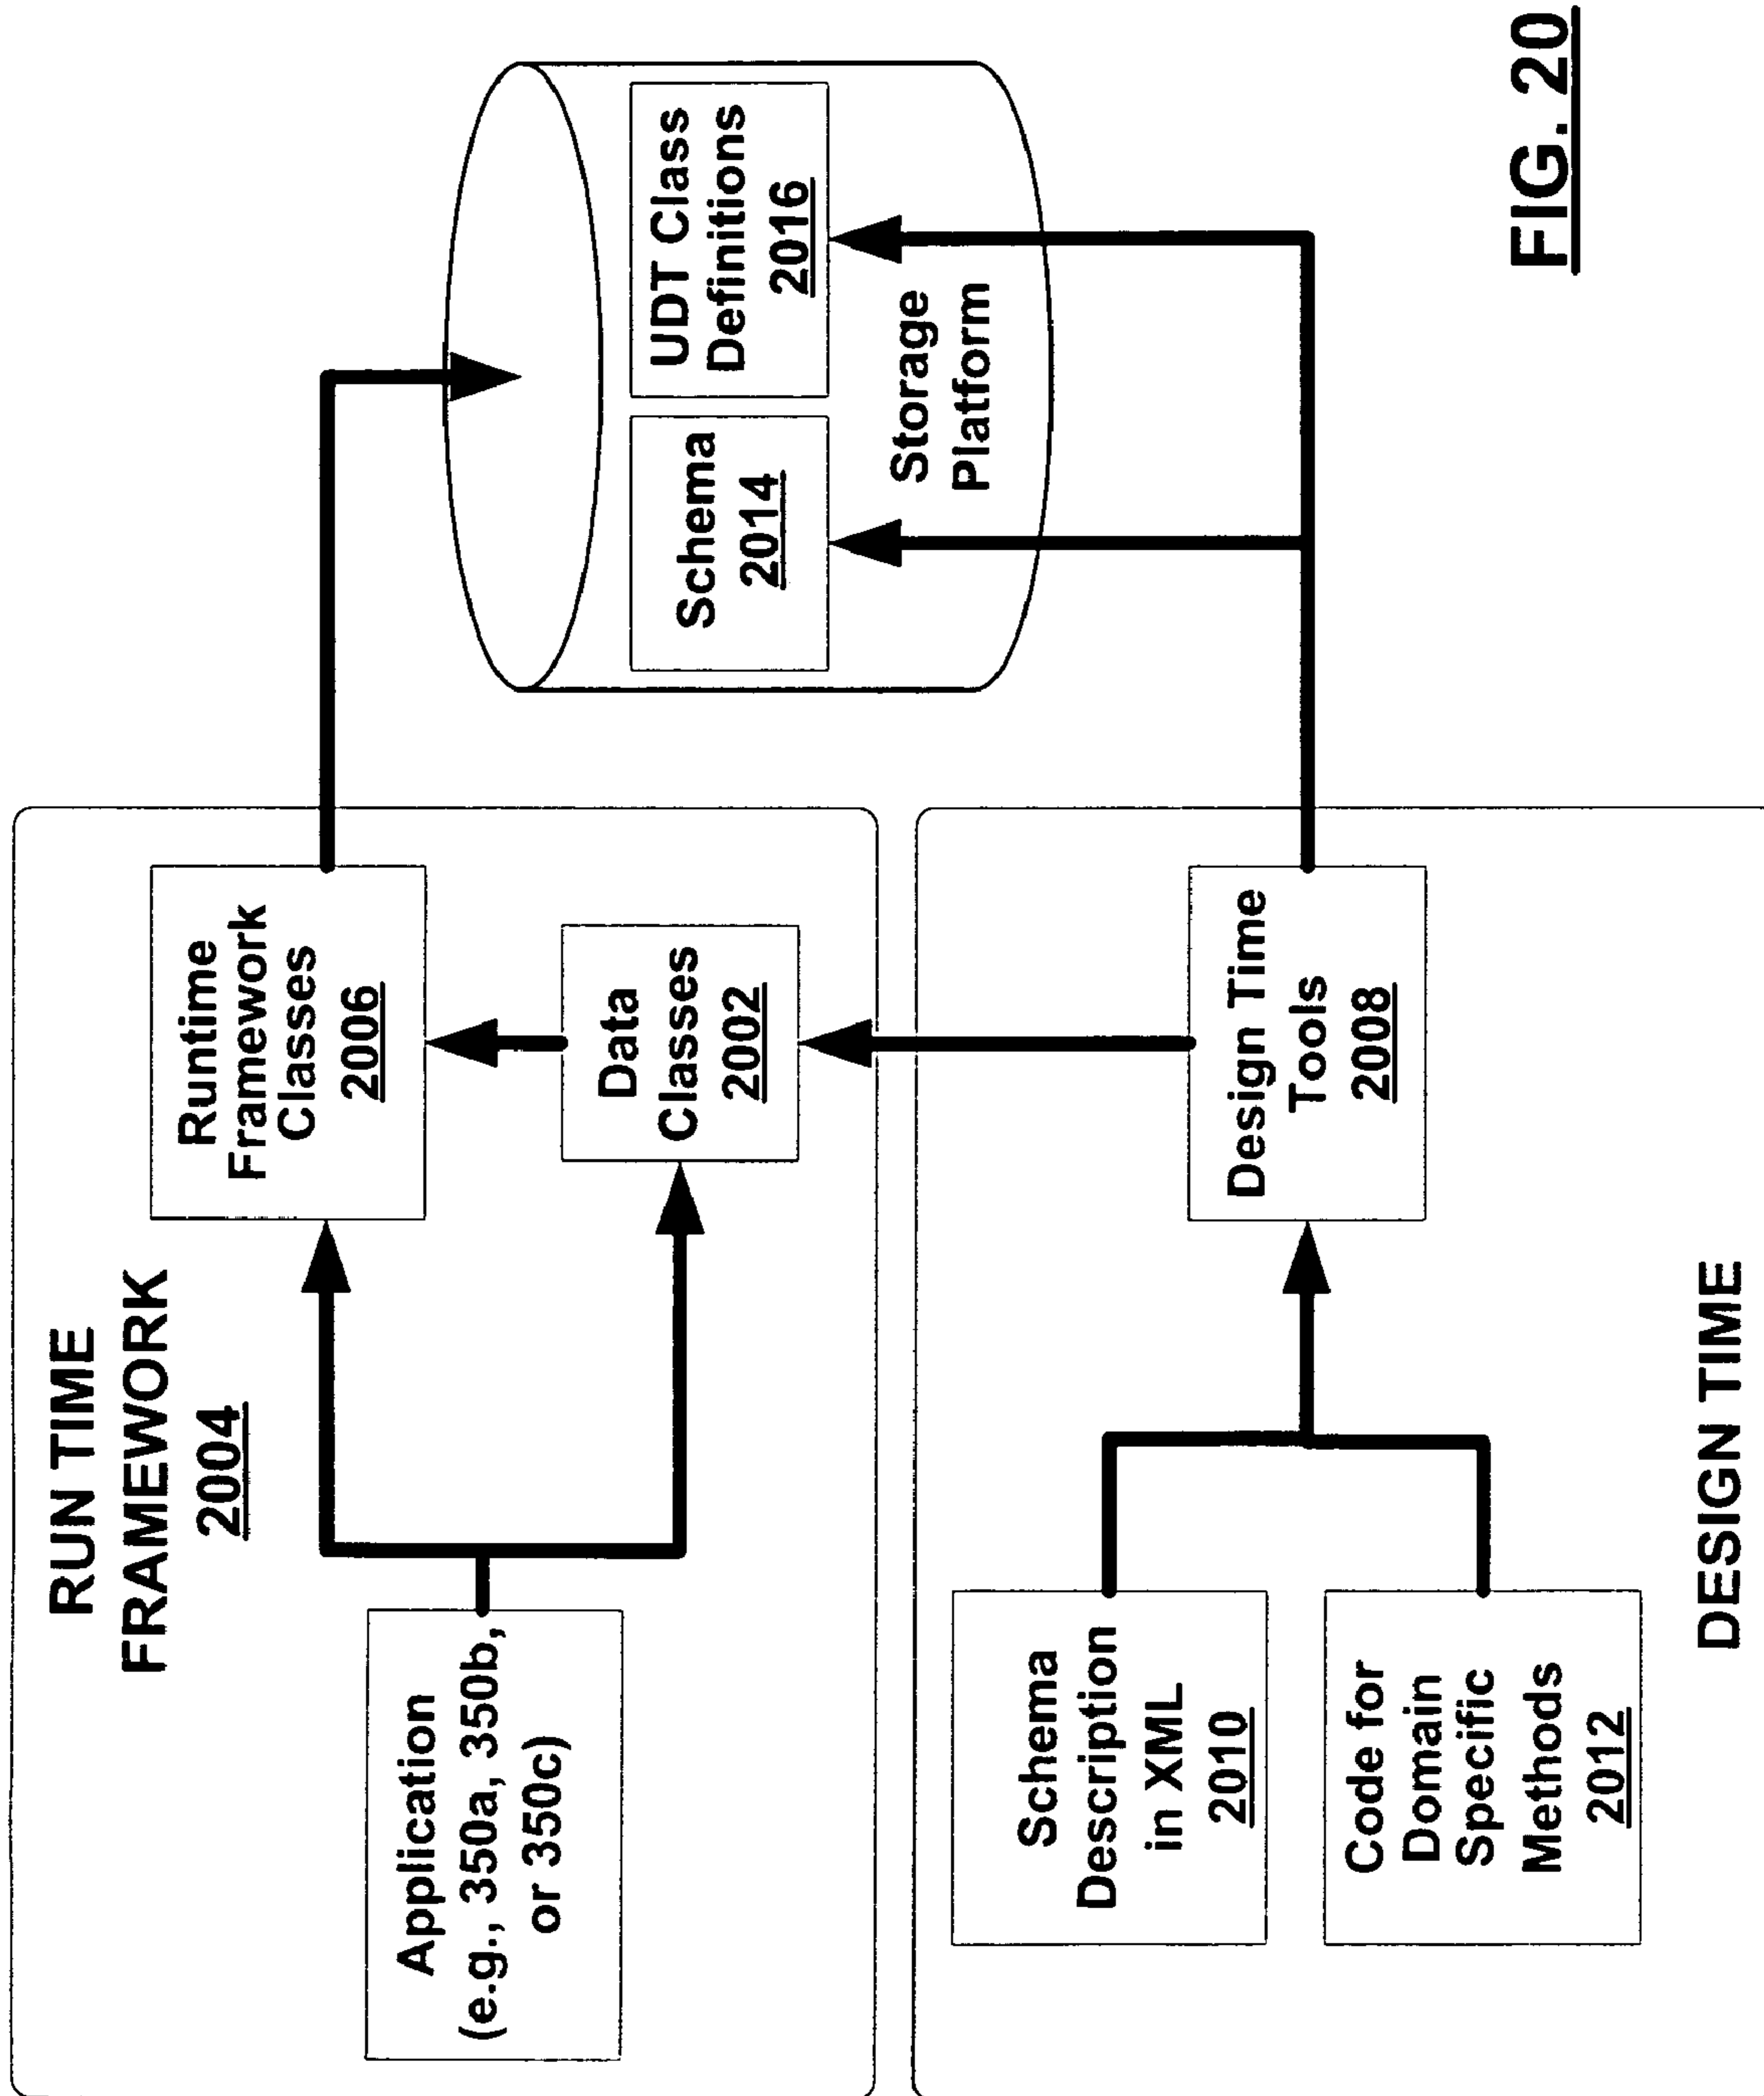 RUN TIME
FRAMEWORK
2004
Application
(e.g., 350a, 350b,
or 350c)
Runtime
Framework
Classes
2006
Data
Classes
2002
Schema
2014
UDT Class
Definitions
2016
Storage
Platform
Schema
Description
in XML
2010
Code for
Domain
Specific
Methods
2012
Design Time
Tools
2008
DESIGN TIME
FIG. 20